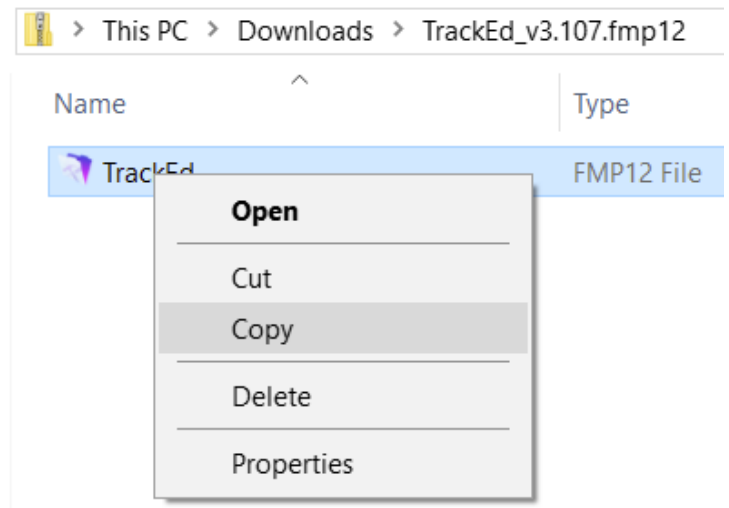 This PC > Downloads > TrackEd_v3.107.fmp12
Name Type
TrackEd FMP12 File
Open
Cut
Copy
Delete
Properties